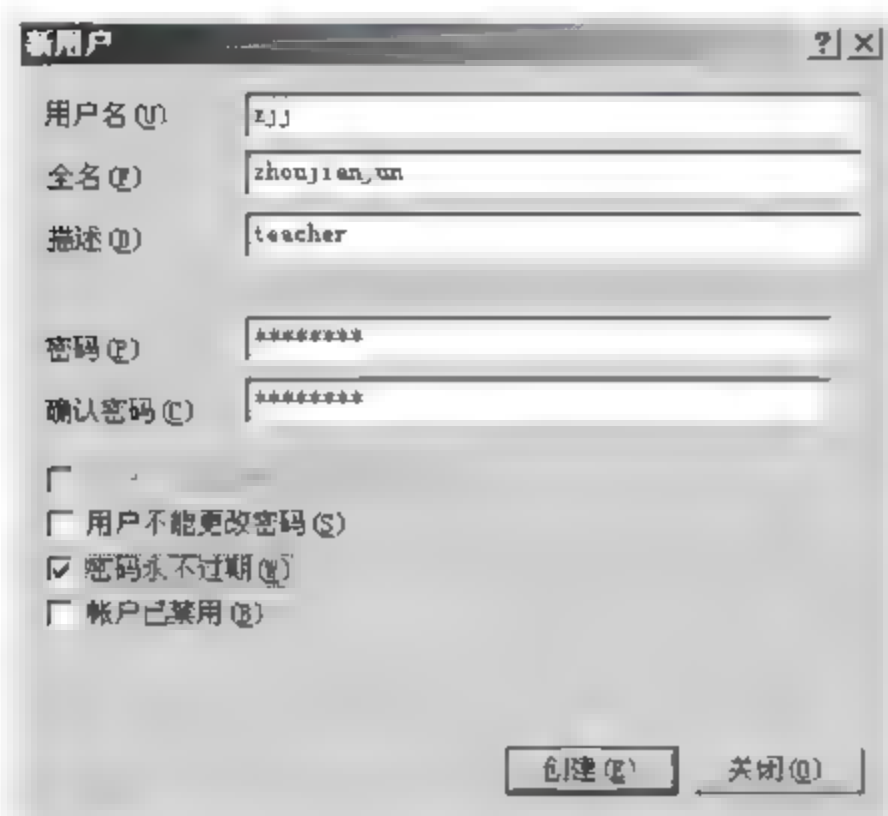 新用户
用户名(U) zjj
全名(F)
描述(D) teacher
密码(P) ********
确认密码(C) ********
用户不能更改密码(S)
密码永不过期(W)
帐户已禁用(B)
创建(E) 关闭(O)